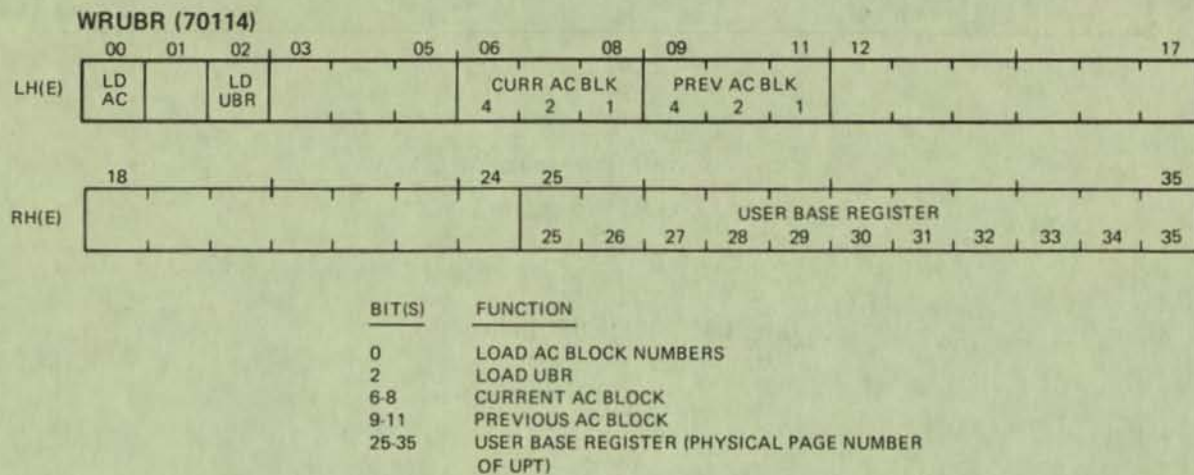 WRUBR (70114)
00 01 02 03 05 06 08 09 11 12 17
LH(E) LD AC LD UBR CURR AC BLK 4 2 1 PREV AC BLK 4 2 1
18 24 25 35
RH(E) USER BASE REGISTER
25 26 27 28 29 30 31 32 33 34 35
BIT(S) FUNCTION
0 LOAD AC BLOCK NUMBERS
2 LOAD UBR
6-8 CURRENT AC BLOCK
9-11 PREVIOUS AC BLOCK
25-35 USER BASE REGISTER (PHYSICAL PAGE NUMBER
OF UPT)